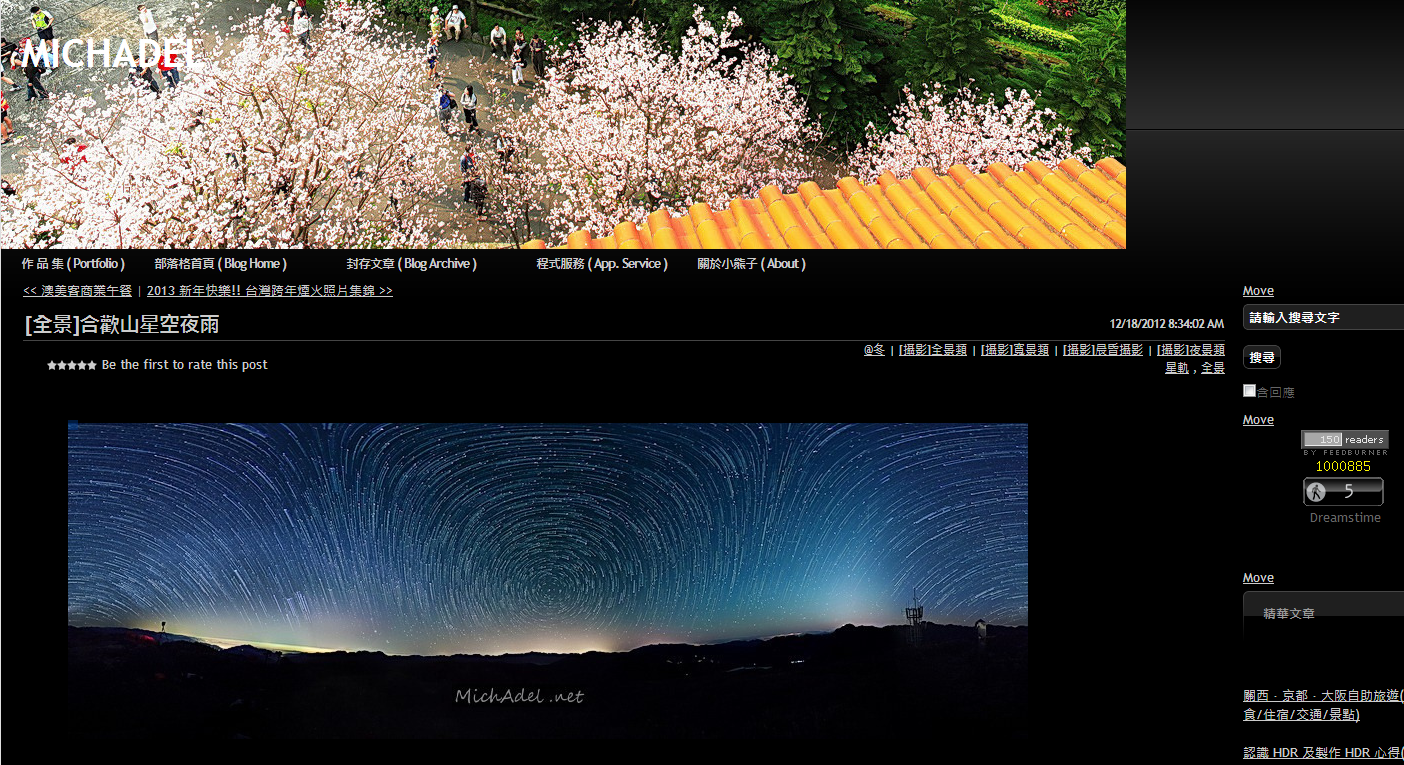 MICHADEL
作 品 集 ( Portfolio ) 部落格首頁 ( Blog Home ) 封存文章 ( Blog Archive ) 程式服務 ( App. Service ) 關於小熊子 ( About )
<< 澳美客商業午餐 | 2013 新年快樂!! 台灣跨年煙火照片集錦 >>
[全景]合歡山星空夜雨
12/18/2012 8:34:02 AM
@冬 | [攝影]全景類 | [攝影]寬景類 | [攝影]晨昏攝影 | [攝影]夜景類
星軌 , 全景
Be the first to rate this post
MichAdel .net
Move
請輸入搜尋文字
搜尋
含回應
Move
150 readers
BY FEEDBURNER
1000885
5
Dreamstime
Move
精華文章
關西 - 京都 - 大阪自助旅遊(
食/住宿/交通/景點)
認識 HDR 及製作 HDR 心得(